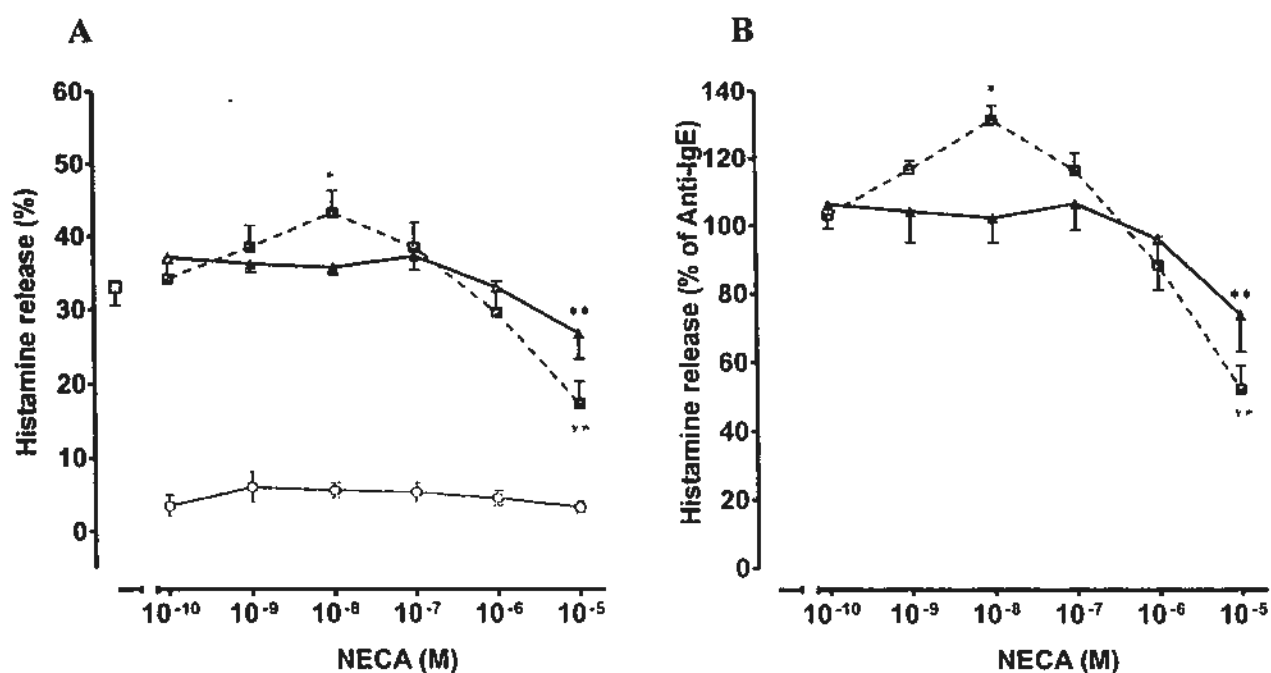 A
B
Histamine release (%)
60
50
40
30
20
10
0
*
**
**
10⁻¹⁰ 10⁻⁹ 10⁻⁸ 10⁻⁷ 10⁻⁶ 10⁻⁵
NECA (M)
Histamine release (% of Anti-IgE)
140
120
100
80
60
40
20
0
*
**
**
10⁻¹⁰ 10⁻⁹ 10⁻⁸ 10⁻⁷ 10⁻⁶ 10⁻⁵
NECA (M)